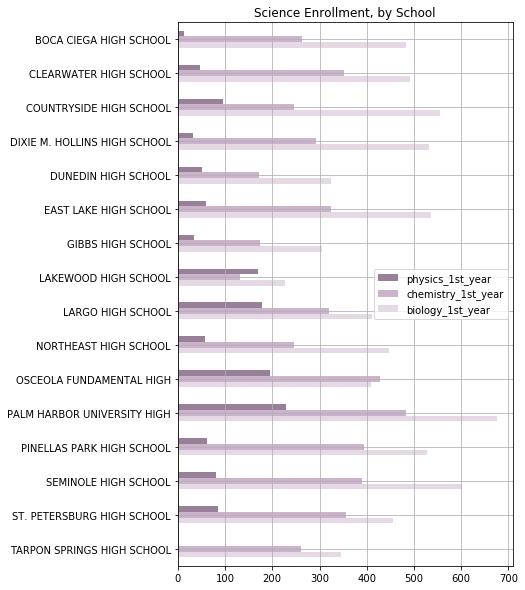 Science Enrollment, by School
BOCA CIEGA HIGH SCHOOL
CLEARWATER HIGH SCHOOL
COUNTRYSIDE HIGH SCHOOL
DIXIE M. HOLLINS HIGH SCHOOL
DUNEDIN HIGH SCHOOL
EAST LAKE HIGH SCHOOL
GIBBS HIGH SCHOOL
LAKEWOOD HIGH SCHOOL
LARGO HIGH SCHOOL
NORTHEAST HIGH SCHOOL
OSCEOLA FUNDAMENTAL HIGH
PALM HARBOR UNIVERSITY HIGH
PINELLAS PARK HIGH SCHOOL
SEMINOLE HIGH SCHOOL
ST. PETERSBURG HIGH SCHOOL
TARPON SPRINGS HIGH SCHOOL
physics_1st_year
chemistry_1st_year
biology_1st_year
0 100 200 300 400 500 600 700